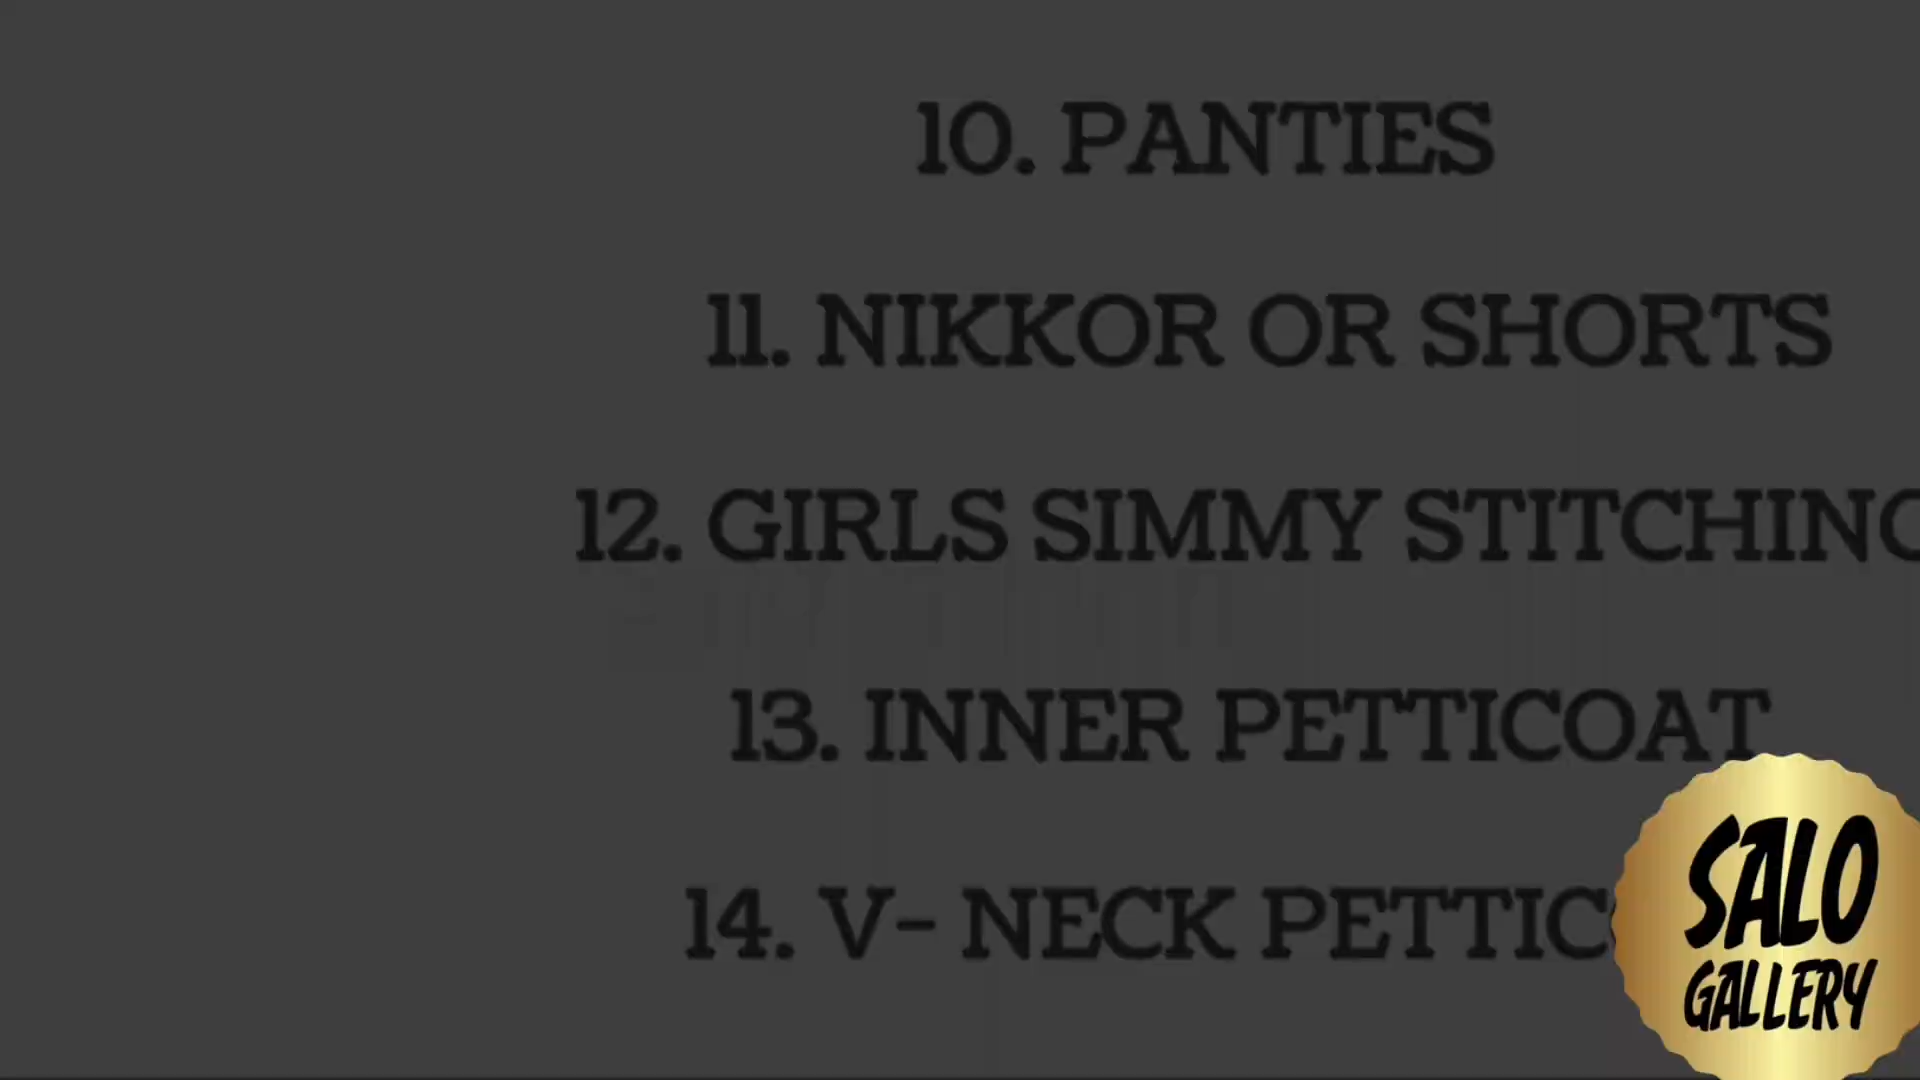 10. PANTIES
11. NIKKOR OR SHORTS
12. GIRLS SIMMY STITCHING
13. INNER PETTICOAT
14. V- NECK PETTIC
SALO
GALLERY